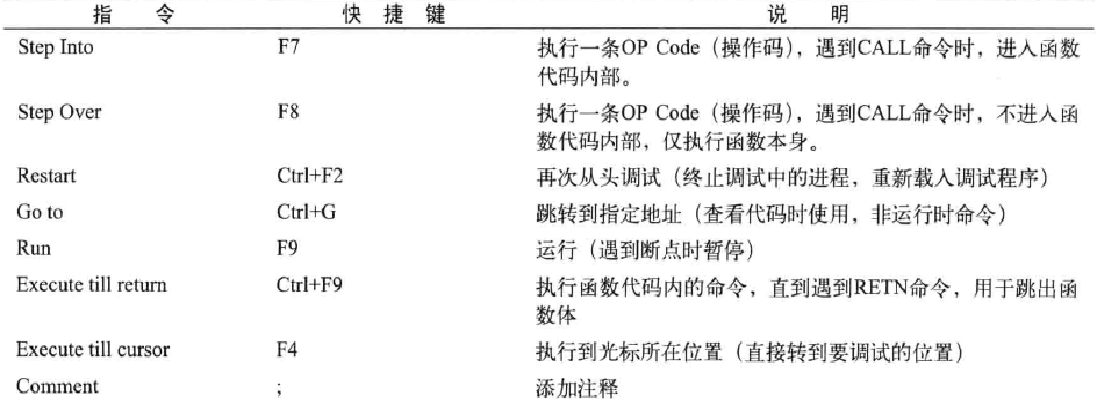 指 令 快 捷 键 说 明
Step Into F7 执行一条OP Code（操作码），遇到CALL命令时，进入函数
代码内部。
Step Over F8 执行一条OP Code（操作码），遇到CALL命令时，不进入函
数代码内部，仅执行函数本身。
Restart Ctrl+F2 再次从头调试（终止调试中的进程，重新载入调试程序）
Go to Ctrl+G 跳转到指定地址（查看代码时使用，非运行时命令）
Run F9 运行（遇到断点时暂停）
Execute till return Ctrl+F9 执行函数代码内的命令，直到遇到RETN命令，用于跳出函
数体
Execute till cursor F4 执行到光标所在位置（直接转到要调试的位置）
Comment ; 添加注释